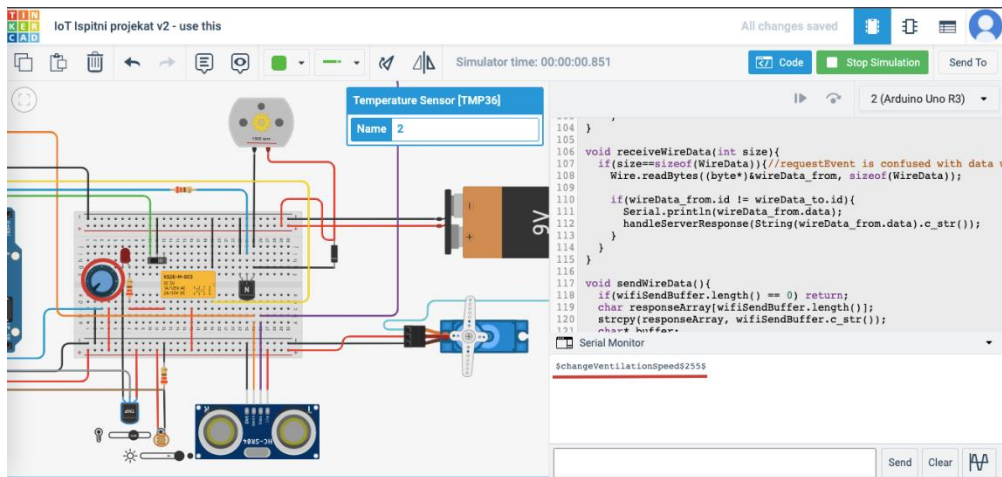 TIN
KER
CAD
IoT Ispitni projekat v2 - use this
All changes saved
Simulator time: 00:00:00.851
Code
Stop Simulation
Send To
Temperature Sensor [TMP36]
Name 2
2 (Arduino Uno R3)
104 }
105
106 void receiveWireData(int size){
107 if(size==sizeof(WireData)){//requestEvent is confused with data
108 Wire.readBytes((byte*)&wireData_from, sizeof(WireData));
109
110 if(wireData_from.id != wireData_to.id){
111 Serial.println(wireData_from.data);
112 handleServerResponse(String(wireData_from.data).c_str());
113 }
114 }
115 }
116
117 void sendWireData(){
118 if(wifiSendBuffer.length() == 0) return;
119 char responseArray[wifiSendBuffer.length()];
120 strcpy(responseArray, wifiSendBuffer.c_str());
121 char* buffer;
Serial Monitor
$changeVentilationSpeed$255$
Send
Clear
9V
N
TMP
HC-SR04